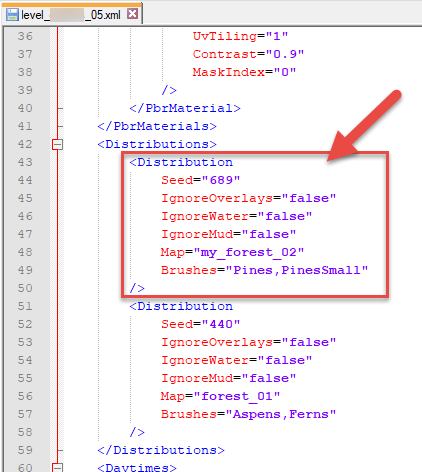 level_ _05.xml
36 UvTiling="1"
37 Contrast="0.9"
38 MaskIndex="0"
39 />
40 </PbrMaterial>
41 </PbrMaterials>
42 <Distributions>
43 <Distribution
44 Seed="689"
45 IgnoreOverlays="false"
46 IgnoreWater="false"
47 IgnoreMud="false"
48 Map="my_forest_02"
49 Brushes="Pines,PinesSmall"
50 />
51 <Distribution
52 Seed="440"
53 IgnoreOverlays="false"
54 IgnoreWater="false"
55 IgnoreMud="false"
56 Map="forest_01"
57 Brushes="Aspens,Ferns"
58 />
59 </Distributions>
60 <Daytimes>